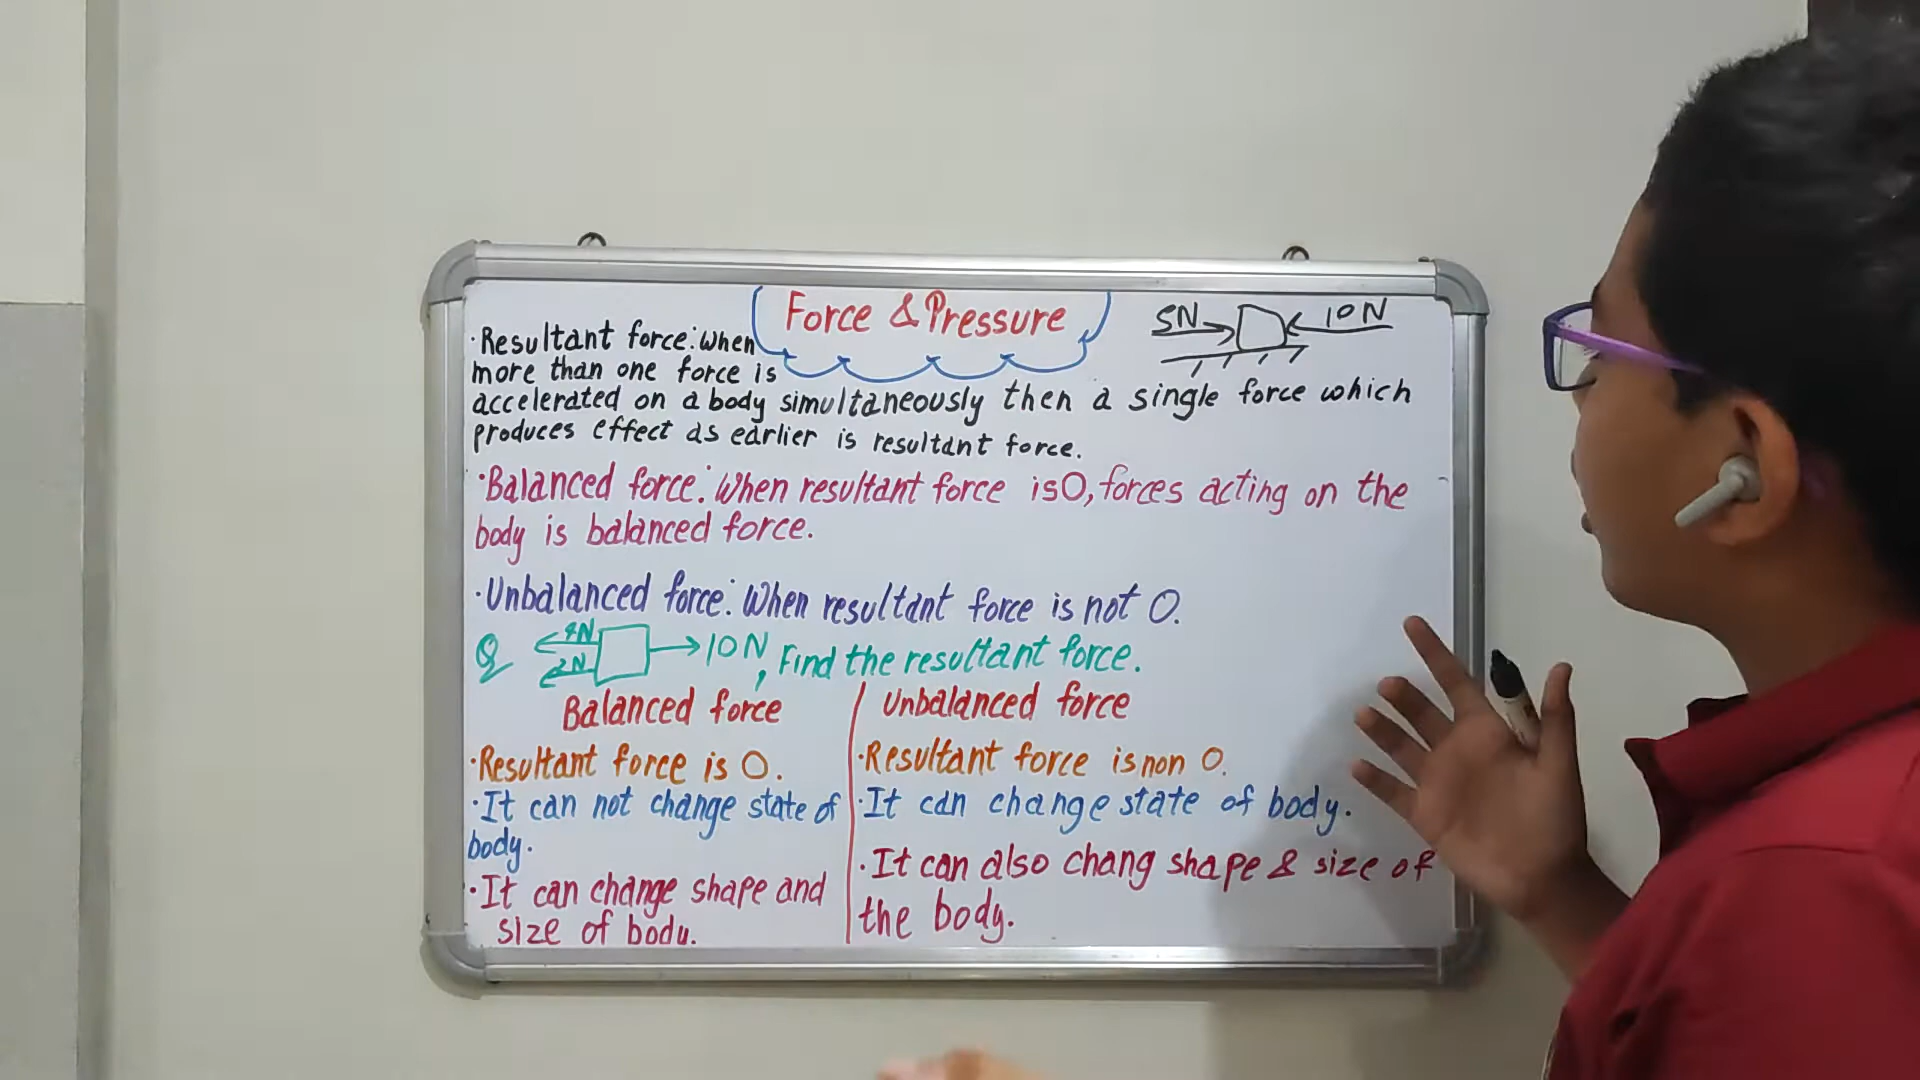 Force & Pressure
5N 10N
·Resultant force: When
more than one force is
accelerated on a body simultaneously then a single force which
produces effect as earlier is resultant force.
·Balanced force: When resultant force is 0, forces acting on the
body is balanced force.
·Unbalanced force: When resultant force is not 0.
Q 2N 10N, Find the resultant force.
Balanced force
Unbalanced force
·Resultant force is 0.
·It can not change state of
body.
·It can change shape and
size of body.
·Resultant force is non 0.
·It can change state of body.
·It can also chang shape & size of
the body.